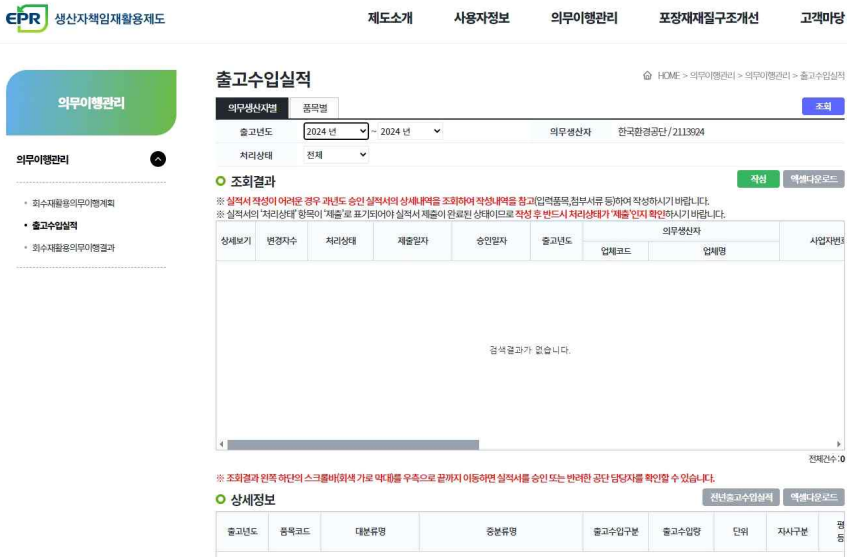 EPR 생산자책임재활용제도
제도소개 사용자정보 의무이행관리 포장재재질구조개선 고객마당
의무이행관리
의무이행관리
회수재활용의무이행계획
출고수입실적
회수재활용의무이행결과
출고수입실적
HOME > 의무이행관리 > 의무이행관리 > 출고수입실적
의무생산자별 품목별
조회
출고년도 2024 년 ~ 2024 년 의무생산자 한국환경공단 / 2113924
처리상태 전체
조회결과 작성 엑셀다운로드
※ 실적서 작성이 어려운 경우 과년도 승인 실적서의 상세내역을 조회하여 작성내역을 참고(입력품목,첨부서류 등)하여 작성하시기 바랍니다.
※ 실적서의 '처리상태' 항목이 '제출'로 표기되어야 실적서 제출이 완료된 상태이므로 작성 후 반드시 처리상태가 '제출'인지 확인하시기 바랍니다.
상세보기 변경차수 처리상태 제출일자 승인일자 출고년도 의무생산자 사업자번호
업체코드 업체명
검색결과가 없습니다.
전체건수 : 0
※ 조회결과 왼쪽 하단의 스크롤바(회색 가로 막대)를 우측으로 끝까지 이동하면 실적서를 승인 또는 반려한 공단 담당자를 확인할 수 있습니다.
상세정보 전년출고수입실적 엑셀다운로드
출고년도 품목코드 대분류명 중분류명 출고수입구분 출고수입량 단위 자사구분